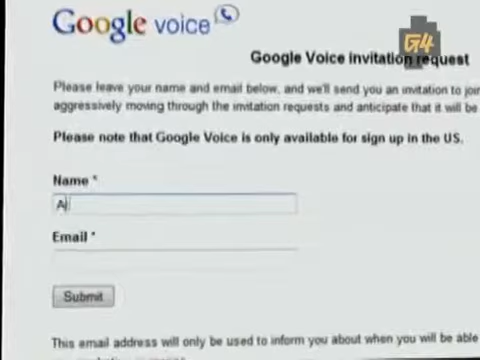 Google voice
G4
Google Voice invitation request
Please leave your name and email below, and we'll send you an invitation to join
aggressively moving through the invitation requests and anticipate that it will be
Please note that Google Voice is only available for sign up in the US.
Name *
A
Email *
Submit
This email address will only be used to inform you about when you will be able